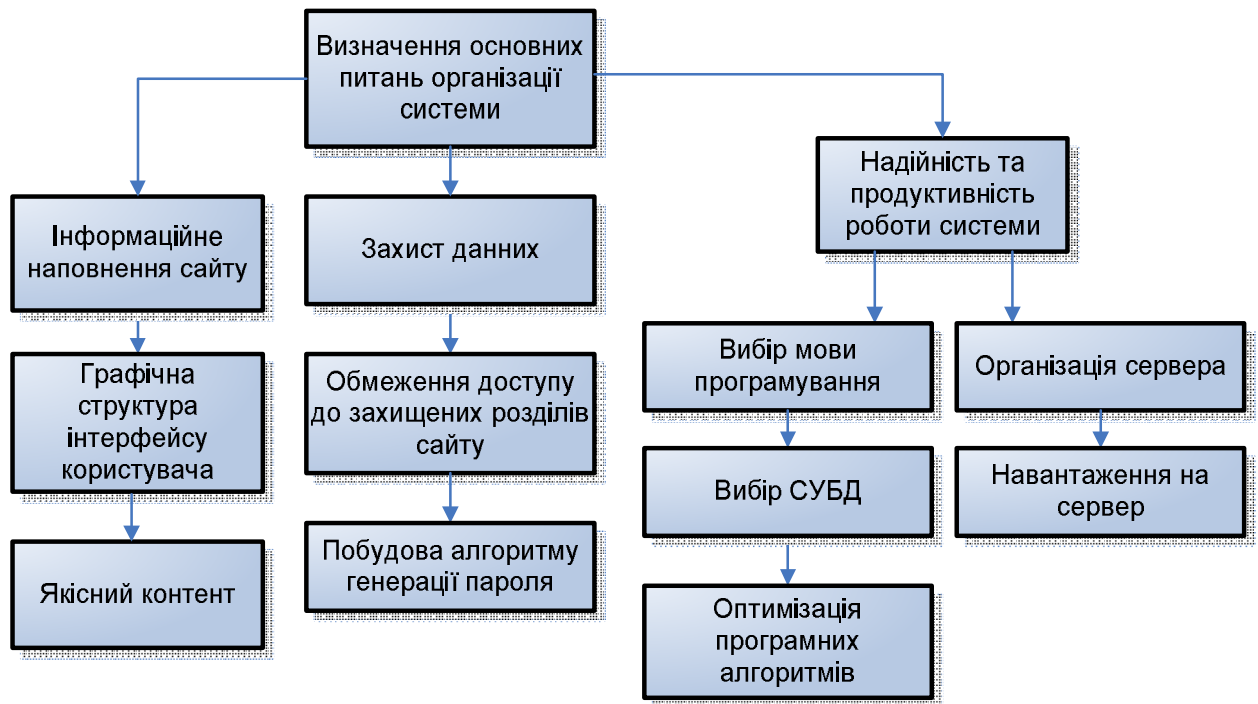 Визначення основних
питань організації
системи
Інформаційне
наповнення сайту
Захист данних
Надійність та
продуктивність
роботи системи
Графічна
структура
інтерфейсу
користувача
Обмеження доступу
до захищених розділів
сайту
Вибір мови
програмування
Організація сервера
Якісний контент
Побудова алгоритму
генерації пароля
Вибір СУБД
Навантаження на
сервер
Оптимізація
програмних
алгоритмів